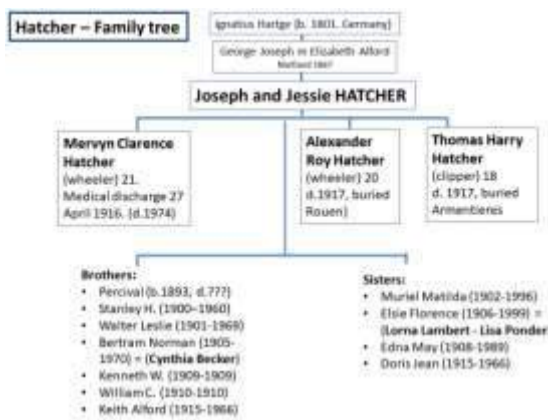 Hatcher – Family tree
Ignatius Hartge (b. 1801, Germany)
George Joseph m Elizabeth Alford
Maitland 1867
Joseph and Jessie HATCHER
Mervyn Clarence
Hatcher
(wheeler) 21.
Medical discharge 27
April 1916. (d.1974)
Alexander
Roy Hatcher
(wheeler) 20
d.1917, buried
Rouen)
Thomas Harry
Hatcher
(clipper) 18
d. 1917, buried
Armentieres
Brothers:
• Percival (b.1893, d.???)
• Stanley H. (1900–1960)
• Walter Leslie (1901-1969)
• Bertram Norman (1905-
1970) = (Cynthia Becker)
• Kenneth W. (1909-1909)
• William C. (1910-1910)
• Keith Alford (1915-1986)
Sisters:
• Muriel Matilda (1902-1996)
• Elsie Florence (1906-1999) =
(Lorna Lambert - Lisa Ponder)
• Edna May (1908-1989)
• Doris Jean (1915-1966)